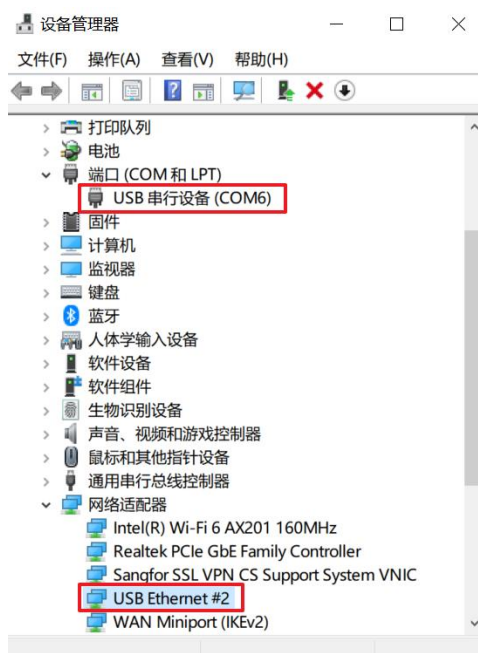 设备管理器
文件(F) 操作(A) 查看(V) 帮助(H)
打印队列
电池
端口 (COM 和 LPT)
USB 串行设备 (COM6)
固件
计算机
监视器
键盘
蓝牙
人体学输入设备
软件设备
软件组件
生物识别设备
声音、视频和游戏控制器
鼠标和其他指针设备
通用串行总线控制器
网络适配器
Intel(R) Wi-Fi 6 AX201 160MHz
Realtek PCIe GbE Family Controller
Sangfor SSL VPN CS Support System VNIC
USB Ethernet #2
WAN Miniport (IKEv2)